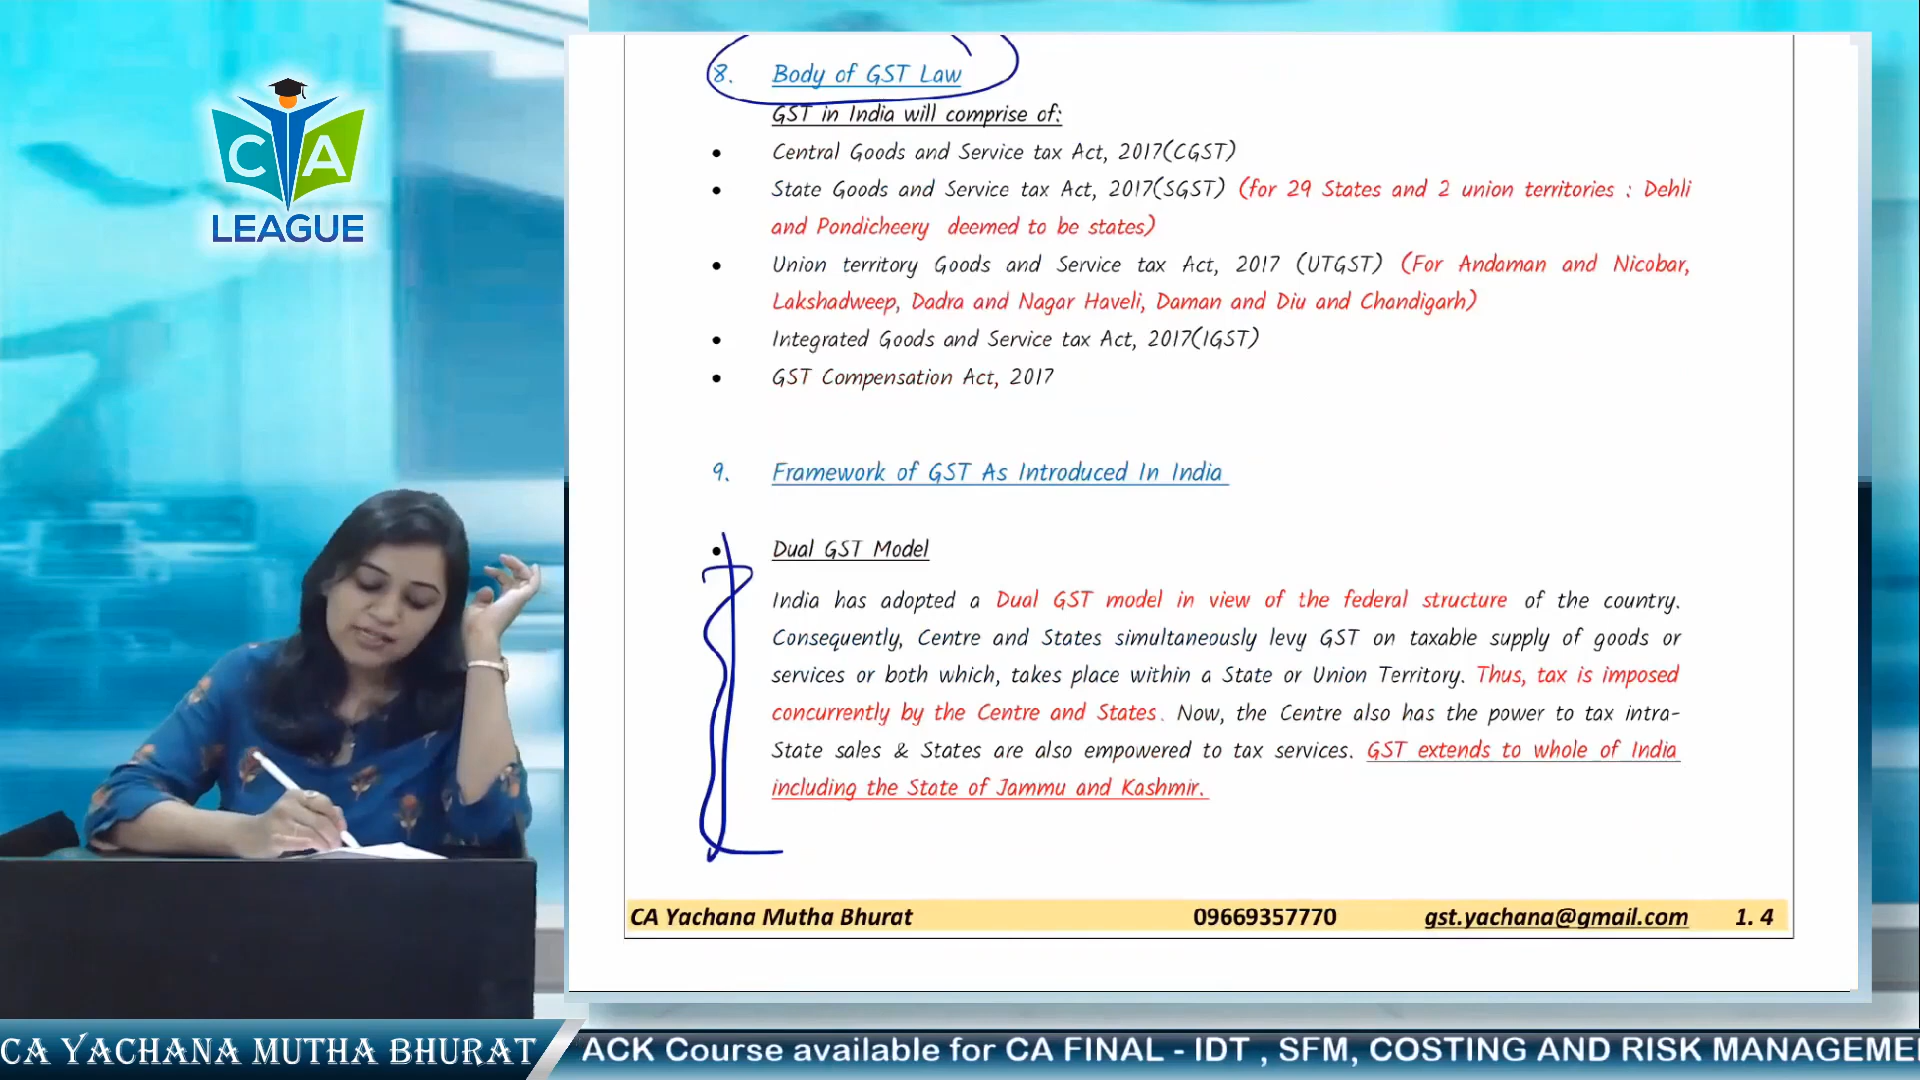 C A
LEAGUE
8. Body of GST Law
GST in India will comprise of:
• Central Goods and Service tax Act, 2017(CGST)
• State Goods and Service tax Act, 2017(SGST) (for 29 States and 2 union territories : Dehli
and Pondicheery deemed to be states)
• Union territory Goods and Service tax Act, 2017 (UTGST) (For Andaman and Nicobar,
Lakshadweep, Dadra and Nagar Haveli, Daman and Diu and Chandigarh)
• Integrated Goods and Service tax Act, 2017(IGST)
• GST Compensation Act, 2017
9. Framework of GST As Introduced In India
• Dual GST Model
India has adopted a Dual GST model in view of the federal structure of the country.
Consequently, Centre and States simultaneously levy GST on taxable supply of goods or
services or both which, takes place within a State or Union Territory. Thus, tax is imposed
concurrently by the Centre and States. Now, the Centre also has the power to tax intra-
State sales & States are also empowered to tax services. GST extends to whole of India
including the State of Jammu and Kashmir.
CA Yachana Mutha Bhurat 09669357770 gst.yachana@gmail.com 1. 4
CA YACHANA MUTHA BHURAT
ACK Course available for CA FINAL - IDT , SFM, COSTING AND RISK MANAGEME